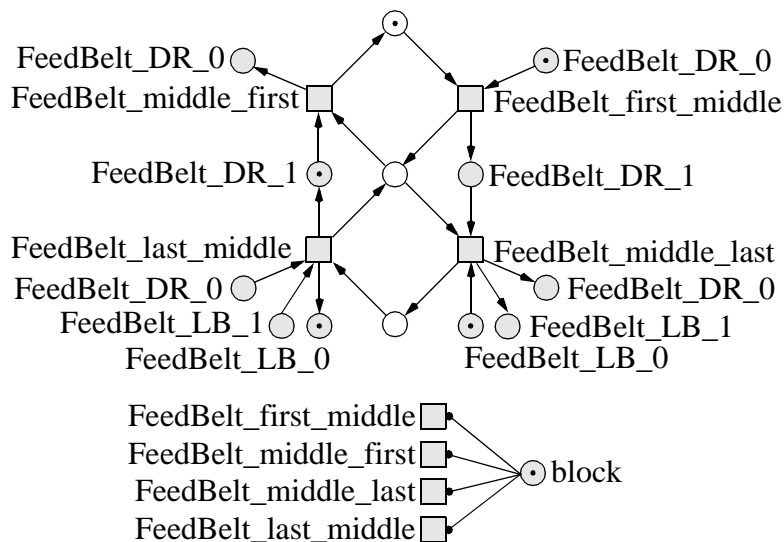 FeedBelt_DR_0
FeedBelt_DR_0
FeedBelt_middle_first
FeedBelt_first_middle
FeedBelt_DR_1
FeedBelt_DR_1
FeedBelt_last_middle
FeedBelt_middle_last
FeedBelt_DR_0
FeedBelt_DR_0
FeedBelt_LB_1
FeedBelt_LB_1
FeedBelt_LB_0
FeedBelt_LB_0
FeedBelt_first_middle
FeedBelt_middle_first
block
FeedBelt_middle_last
FeedBelt_last_middle